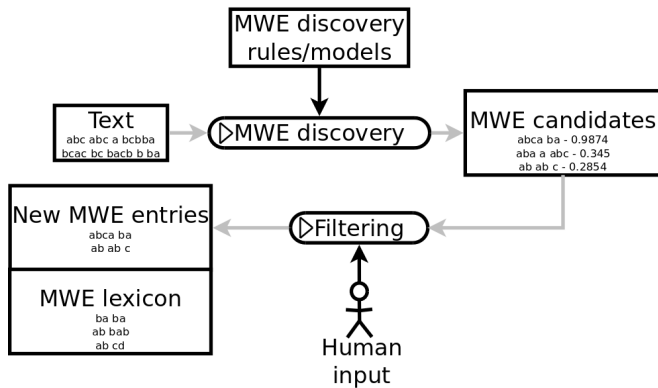 MWE discovery
rules/models
Text
abc abc a bcbba
bcac bc bacb b ba
MWE discovery
MWE candidates
abca ba - 0.9874
aba a abc - 0.345
ab ab c - 0.2854
New MWE entries
abca ba
ab ab c
Filtering
MWE lexicon
ba ba
ab bab
ab cd
Human
input